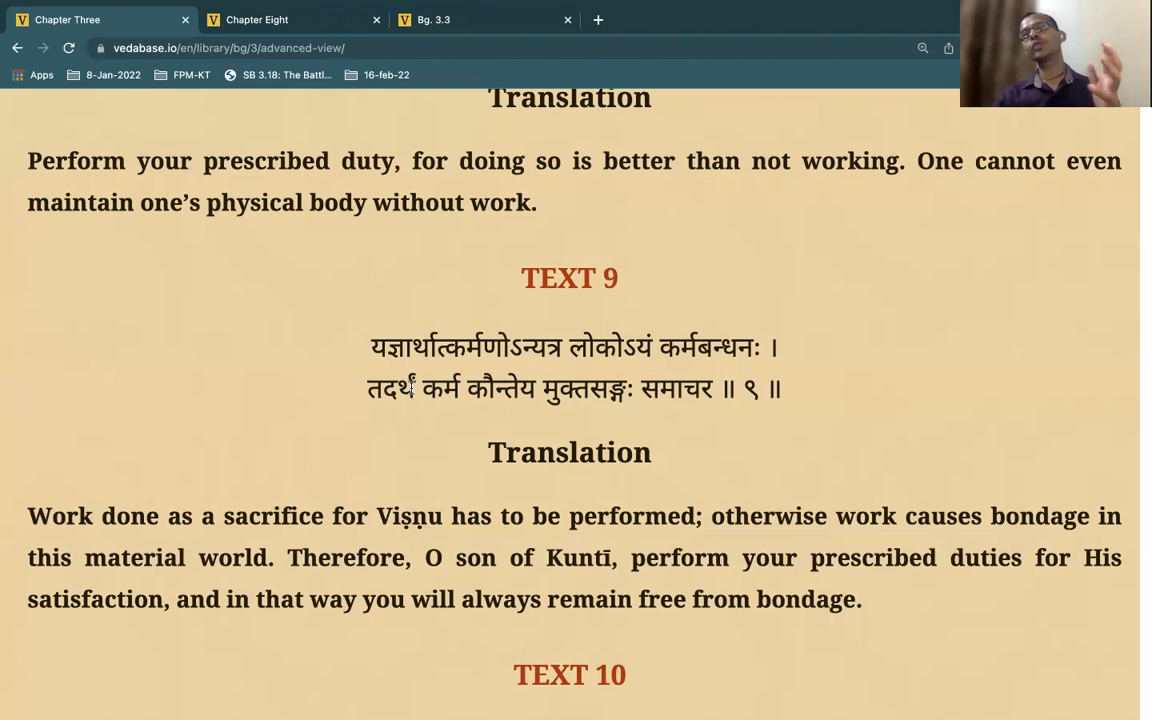 Chapter Three
Chapter Eight
Bg. 3.3
vedabase.io/en/library/bg/3/advanced-view/
Apps 8-Jan-2022 FPM-KT SB 3.18: The Battl... 16-feb-22
Translation
Perform your prescribed duty, for doing so is better than not working. One cannot even
maintain one’s physical body without work.
TEXT 9
यज्ञार्थात्कर्मणोऽन्यत्र लोकोऽयं कर्मबन्धनः ।
तदर्थं कर्म कौन्तेय मुक्तसङ्गः समाचर ॥ ९ ॥
Translation
Work done as a sacrifice for Viṣṇu has to be performed; otherwise work causes bondage in
this material world. Therefore, O son of Kuntī, perform your prescribed duties for His
satisfaction, and in that way you will always remain free from bondage.
TEXT 10